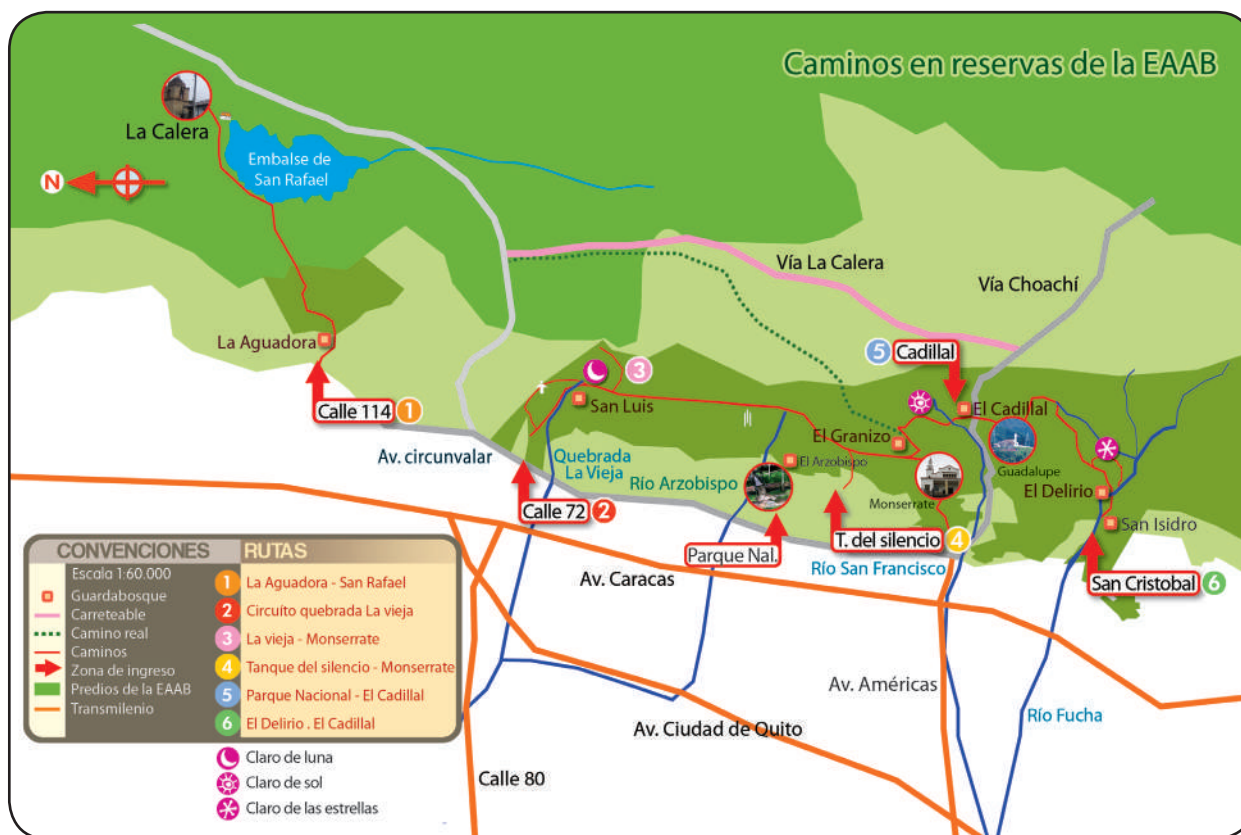 Caminos en reservas de la EAAB
La Calera
Embalse de
San Rafael
N
Vía La Calera
Vía Choachí
La Aguadora
5 Cadillal
3
San Luis
El Cadillal
Calle 114 1
El Granizo
Guadalupe
Av. circunvalar
Quebrada
La Vieja
El Arzobispo
Río Arzobispo
El Delirio
Monserrate
Calle 72 2
San Isidro
T. del silencio 4
Parque Nal.
Río San Francisco
San Cristobal 6
Av. Caracas
Av. Américas
Río Fucha
Av. Ciudad de Quito
Calle 80
CONVENCIONES
Escala 1:60.000
Guardabosque
Carreteable
Camino real
Caminos
Zona de ingreso
Predios de la EAAB
Transmilenio
RUTAS
1 La Aguadora - San Rafael
2 Circuíto quebrada La vieja
3 La vieja - Monserrate
4 Tanque del silencio - Monserrate
5 Parque Nacional - El Cadillal
6 El Delirio . El Cadillal
Claro de luna
Claro de sol
Claro de las estrellas